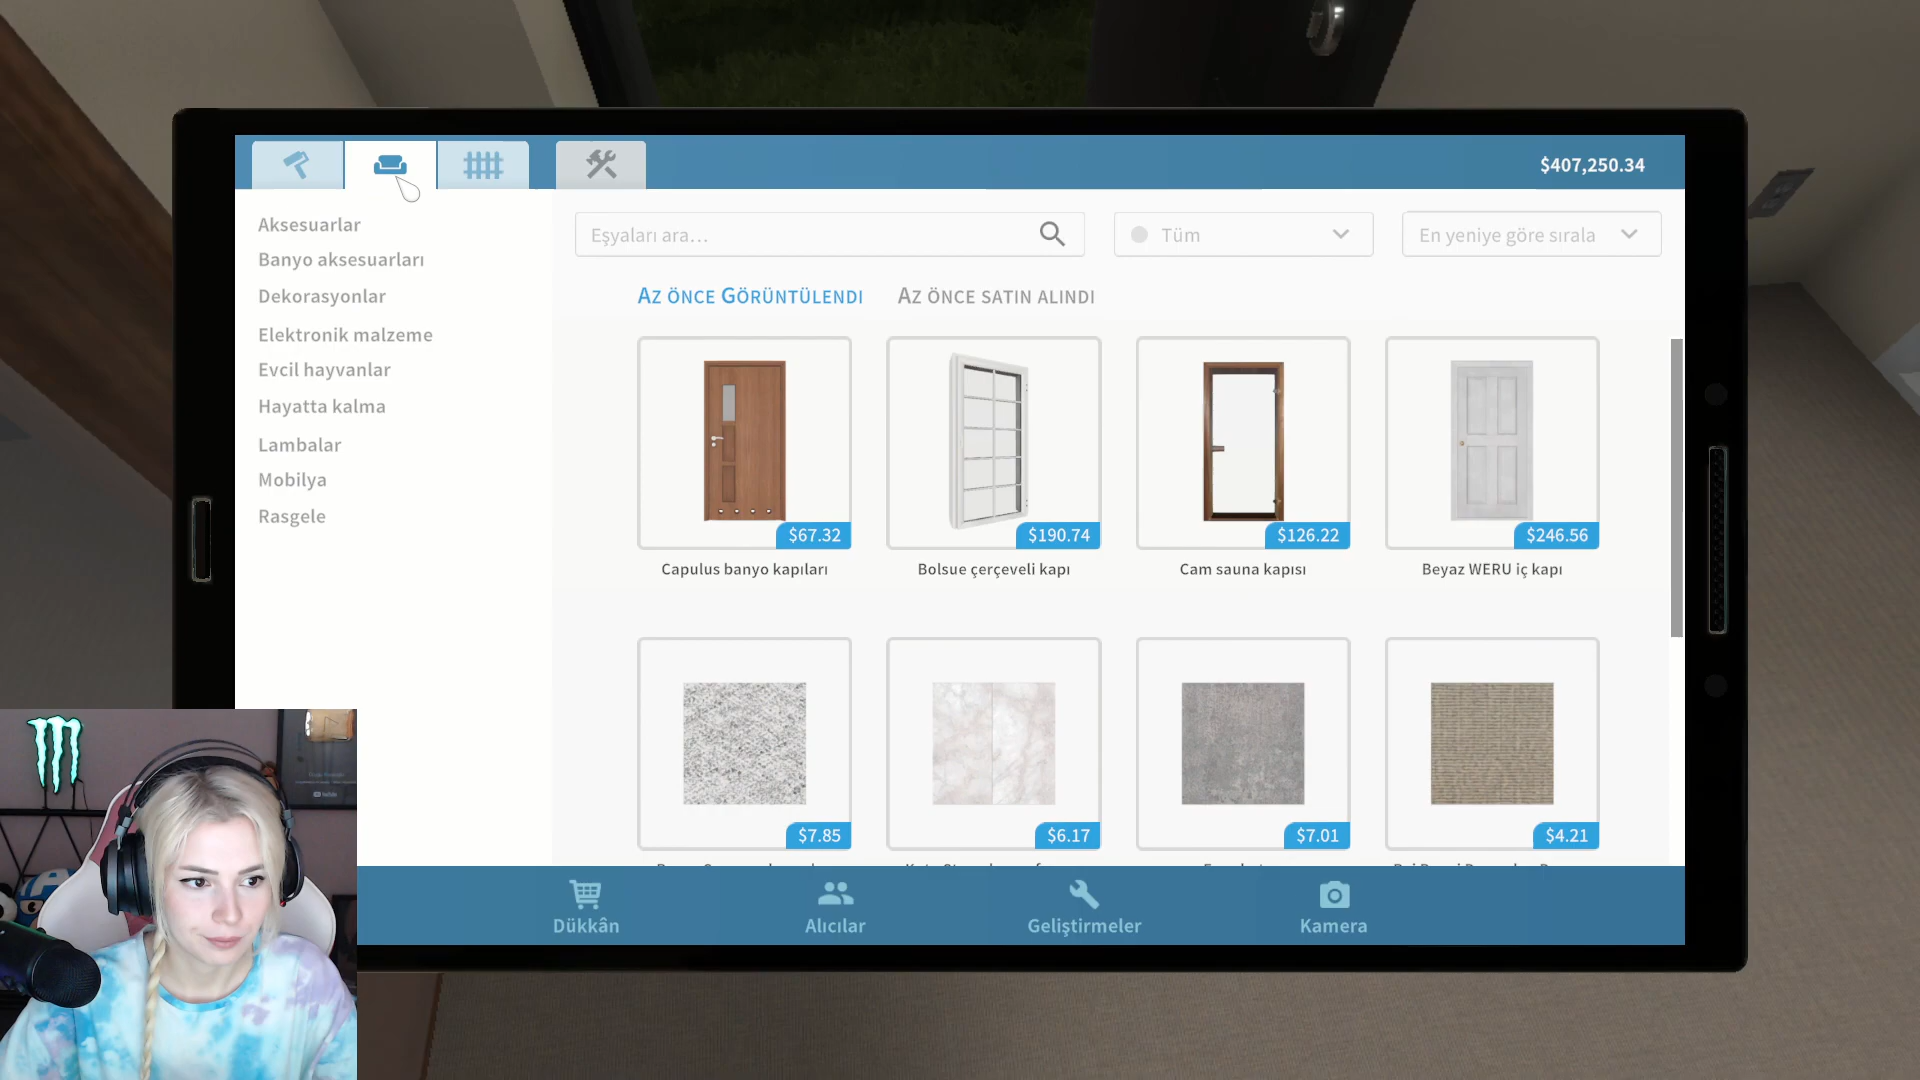 $407,250.34
Aksesuarlar
Banyo aksesuarları
Dekorasyonlar
Elektronik malzeme
Evcil hayvanlar
Hayatta kalma
Lambalar
Mobilya
Rasgele
Eşyaları ara...
Tüm
En yeniye göre sırala
AZ ÖNCE GÖRÜNTÜLENDI
AZ ÖNCE SATIN ALINDI
$67.32
Capulus banyo kapıları
$190.74
Bolsue çerçeveli kapı
$126.22
Cam sauna kapısı
$246.56
Beyaz WERU iç kapı
$7.85
$6.17
$7.01
$4.21
Dükkân
Alıcılar
Geliştirmeler
Kamera